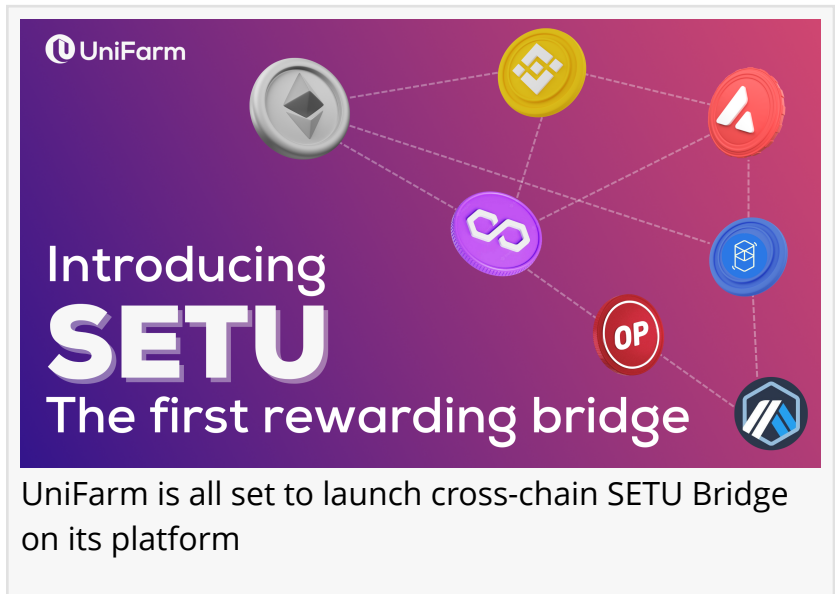 UniFarm
Introducing
SETU
The first rewarding bridge
OP
UniFarm is all set to launch cross-chain SETU Bridge
on its platform